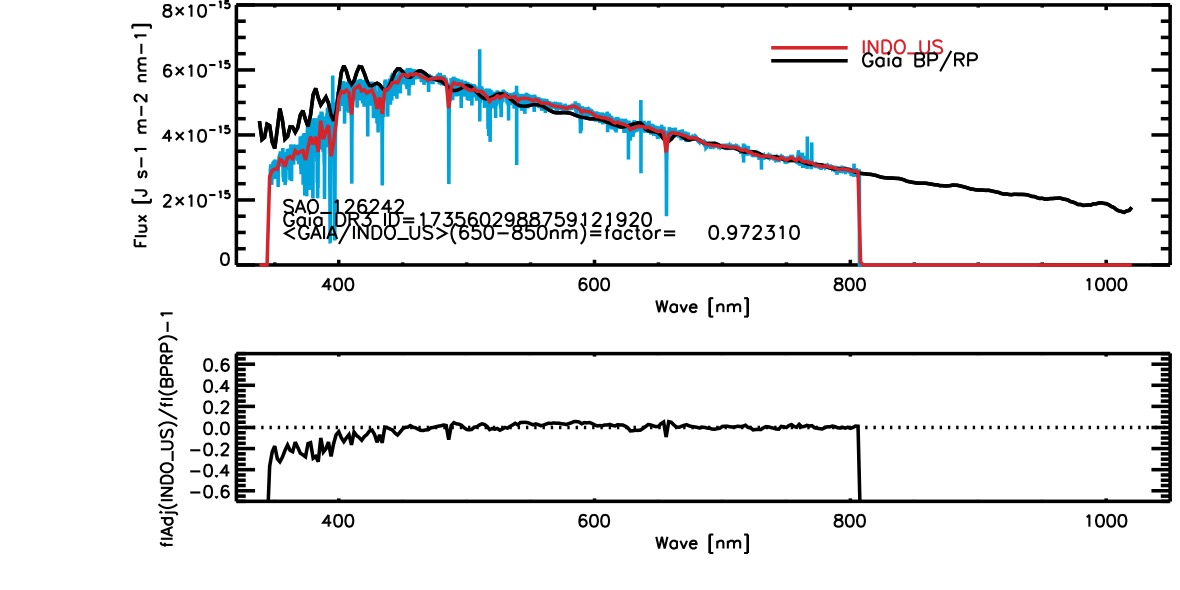 8×10⁻¹⁵
6×10⁻¹⁵
4×10⁻¹⁵
2×10⁻¹⁵
0
Flux [J s−1 m−2 nm−1]
INDO_US
Gaia BP/RP
SAO_126242
Gaia DR3 ID=1735602988759121920
<GAIA/INDO_US>(650−850nm)=factor= 0.972310
400 600 800 1000
Wave [nm]
flAdj(INDO_US)/fl(BPRP)−1
0.6
0.4
0.2
0.0
−0.2
−0.4
−0.6
400 600 800 1000
Wave [nm]